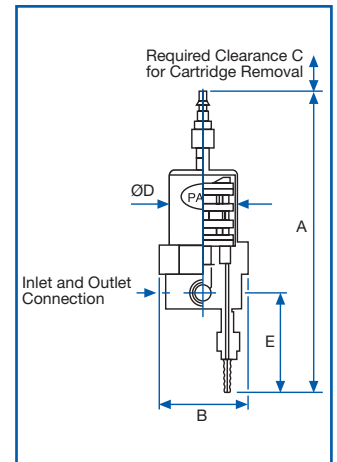 Required Clearance C
for Cartridge Removal
ØD
PA
A
Inlet and Outlet
Connection
E
B